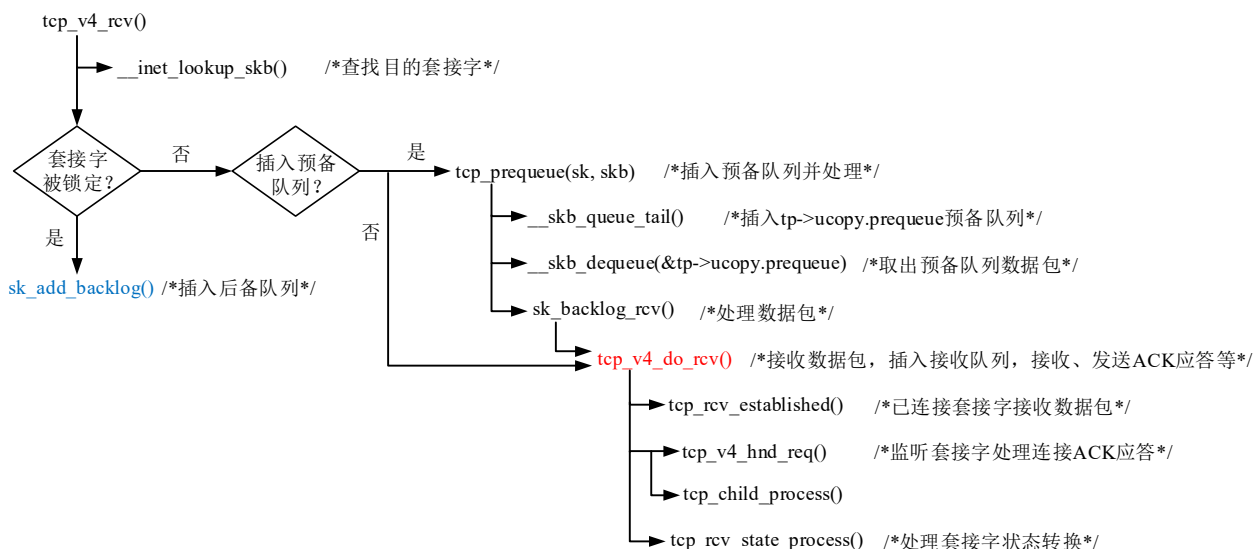 tcp_v4_rcv()
__inet_lookup_skb() /*查找目的套接字*/
套接字
被锁定？
否
插入预备
队列？
是
tcp_prequeue(sk, skb) /*插入预备队列并处理*/
__skb_queue_tail() /*插入tp->ucopy.prequeue预备队列*/
是
否
__skb_dequeue(&tp->ucopy.prequeue) /*取出预备队列数据包*/
sk_add_backlog() /*插入后备队列*/
sk_backlog_rcv() /*处理数据包*/
tcp_v4_do_rcv() /*接收数据包，插入接收队列，接收、发送ACK应答等*/
tcp_rcv_established() /*已连接套接字接收数据包*/
tcp_v4_hnd_req() /*监听套接字处理连接ACK应答*/
tcp_child_process()
tcp_rcv_state_process() /*处理套接字状态转换*/